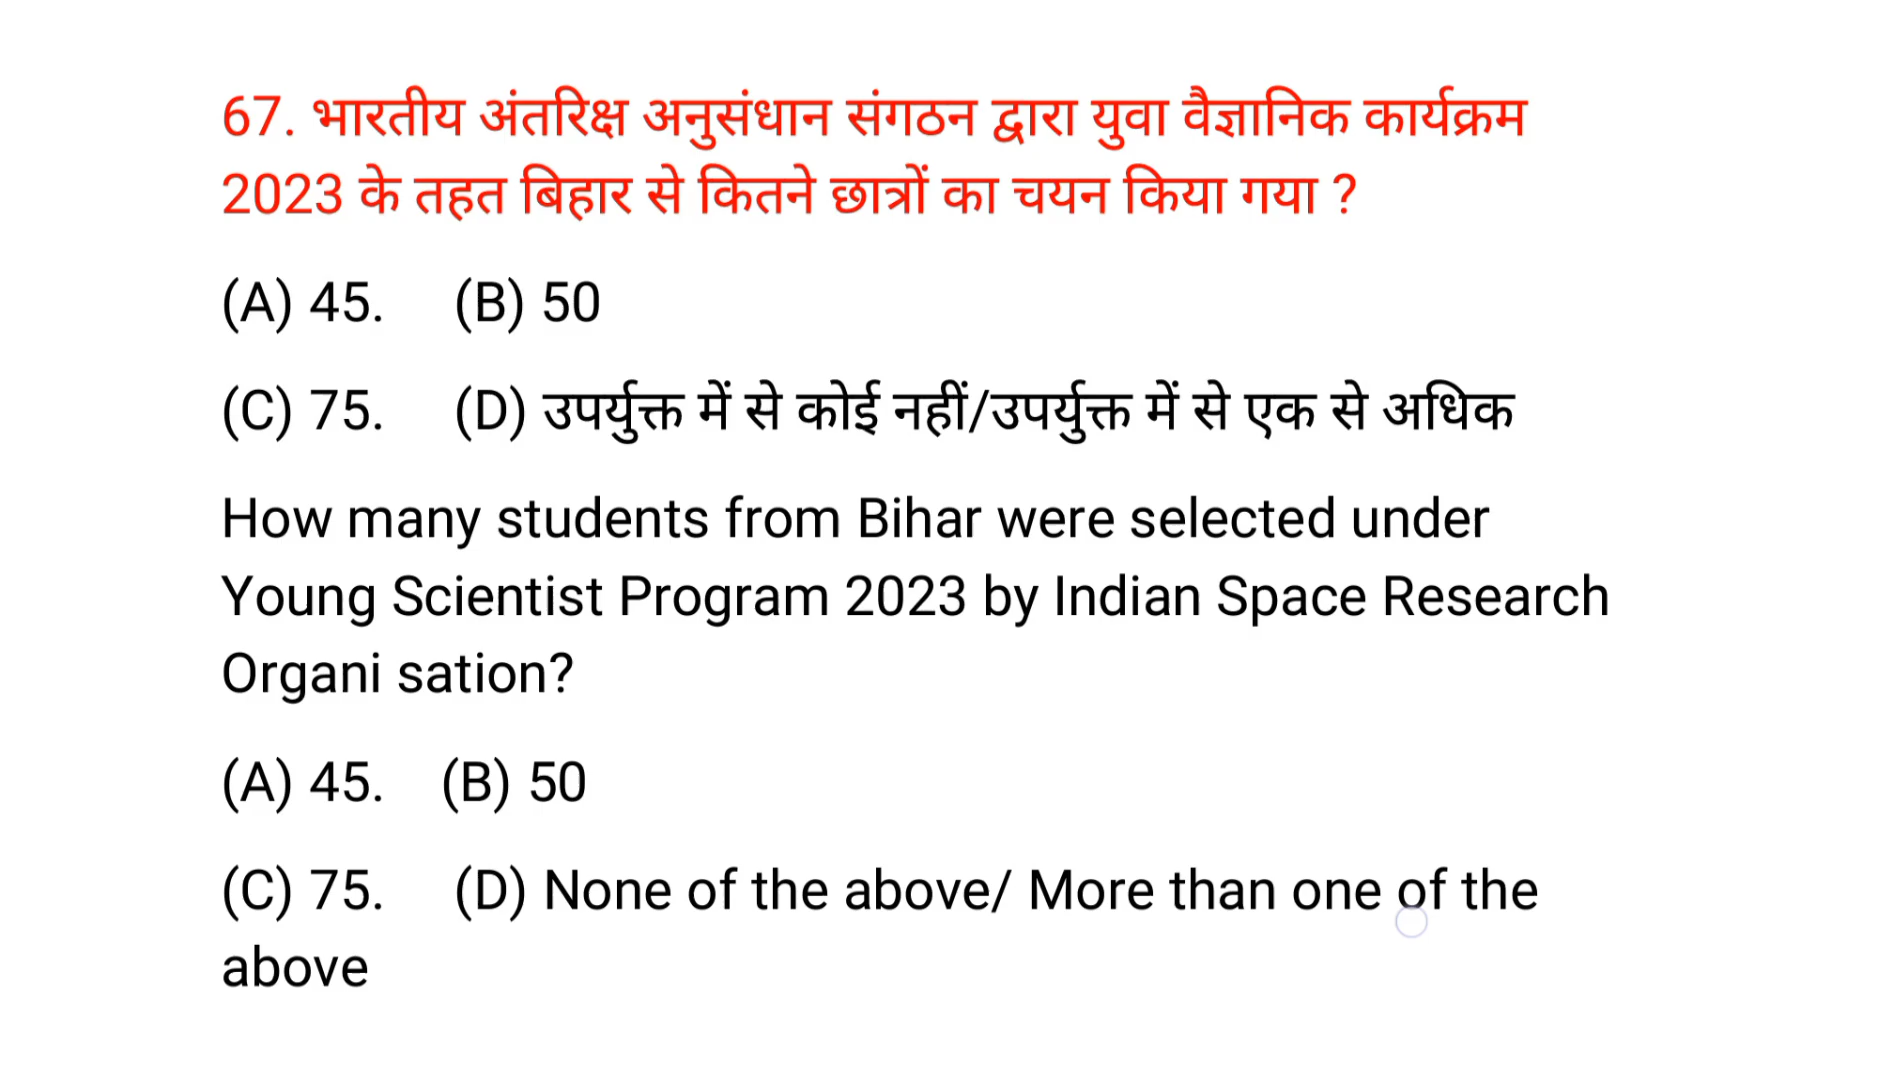 67. भारतीय अंतरिक्ष अनुसंधान संगठन द्वारा युवा वैज्ञानिक कार्यक्रम
2023 के तहत बिहार से कितने छात्रों का चयन किया गया ?
(A) 45. (B) 50
(C) 75. (D) उपर्युक्त में से कोई नहीं/उपर्युक्त में से एक से अधिक
How many students from Bihar were selected under
Young Scientist Program 2023 by Indian Space Research
Organi sation?
(A) 45. (B) 50
(C) 75. (D) None of the above/ More than one of the
above